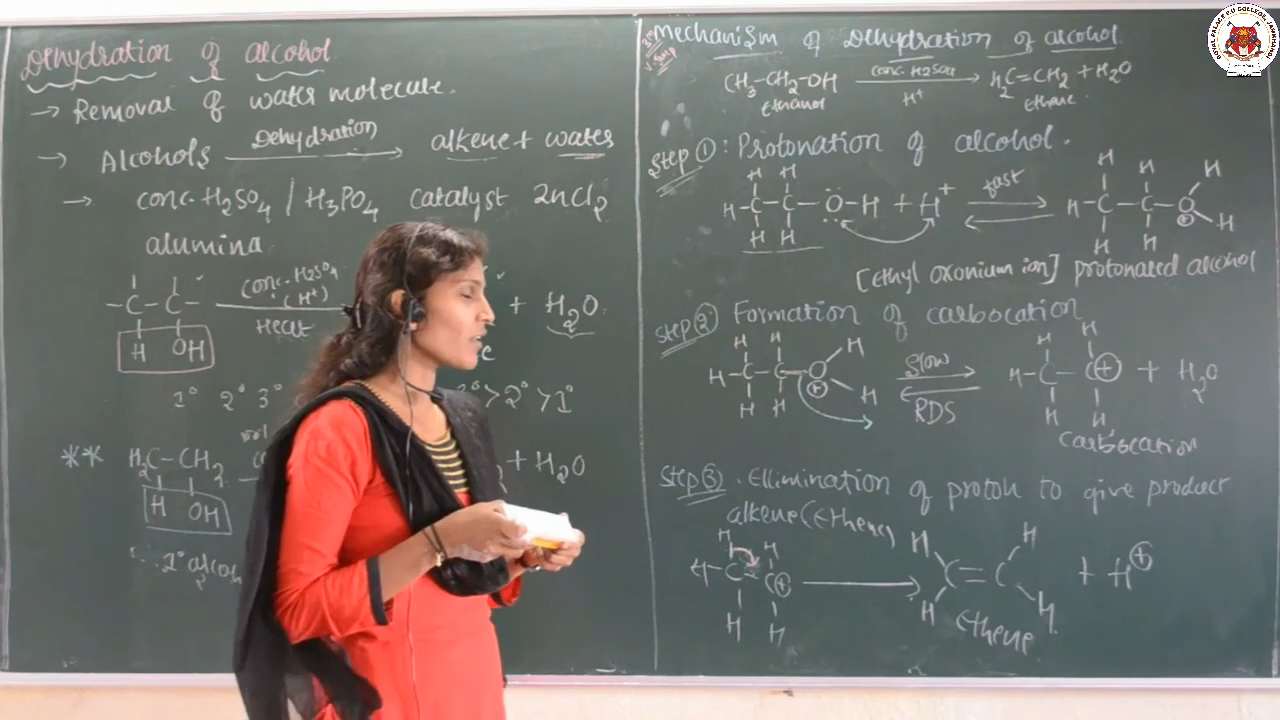 Dehydration of alcohol
→ Removal of water molecule.
→ Alcohols Dehydration → alkene + water
→ conc. H2SO4 / H3PO4 catalyst ZnCl2
alumina
-C-C- conc. H2SO4 (H+) Heat + H2O
H OH
1° 2° 3° > 2° > 1°
** H2C-CH2 + H2O
H OH
Mechanism of Dehydration of alcohol
CH3-CH2-OH conc. H2SO4 H+ → H2C=CH2 + H2O
Ethanol Ethene
Step ① : Protonation of alcohol.
H H H H H
H-C-C-O-H + H+ fast ⇌ H-C-C-O⊕
H H H H H
[Ethyl oxonium ion] protonated alcohol
Step ② Formation of carbocation
H H H H H
H-C-C-O⊕ Slow ⇌ RDS H-C-C⊕ + H2O
H H H H H
Carbocation
Step ③. Ellimination of proton to give product
alkene (Ethene)
H H H H
H-C-C⊕ → C=C + H⊕
H H H H
Ethene